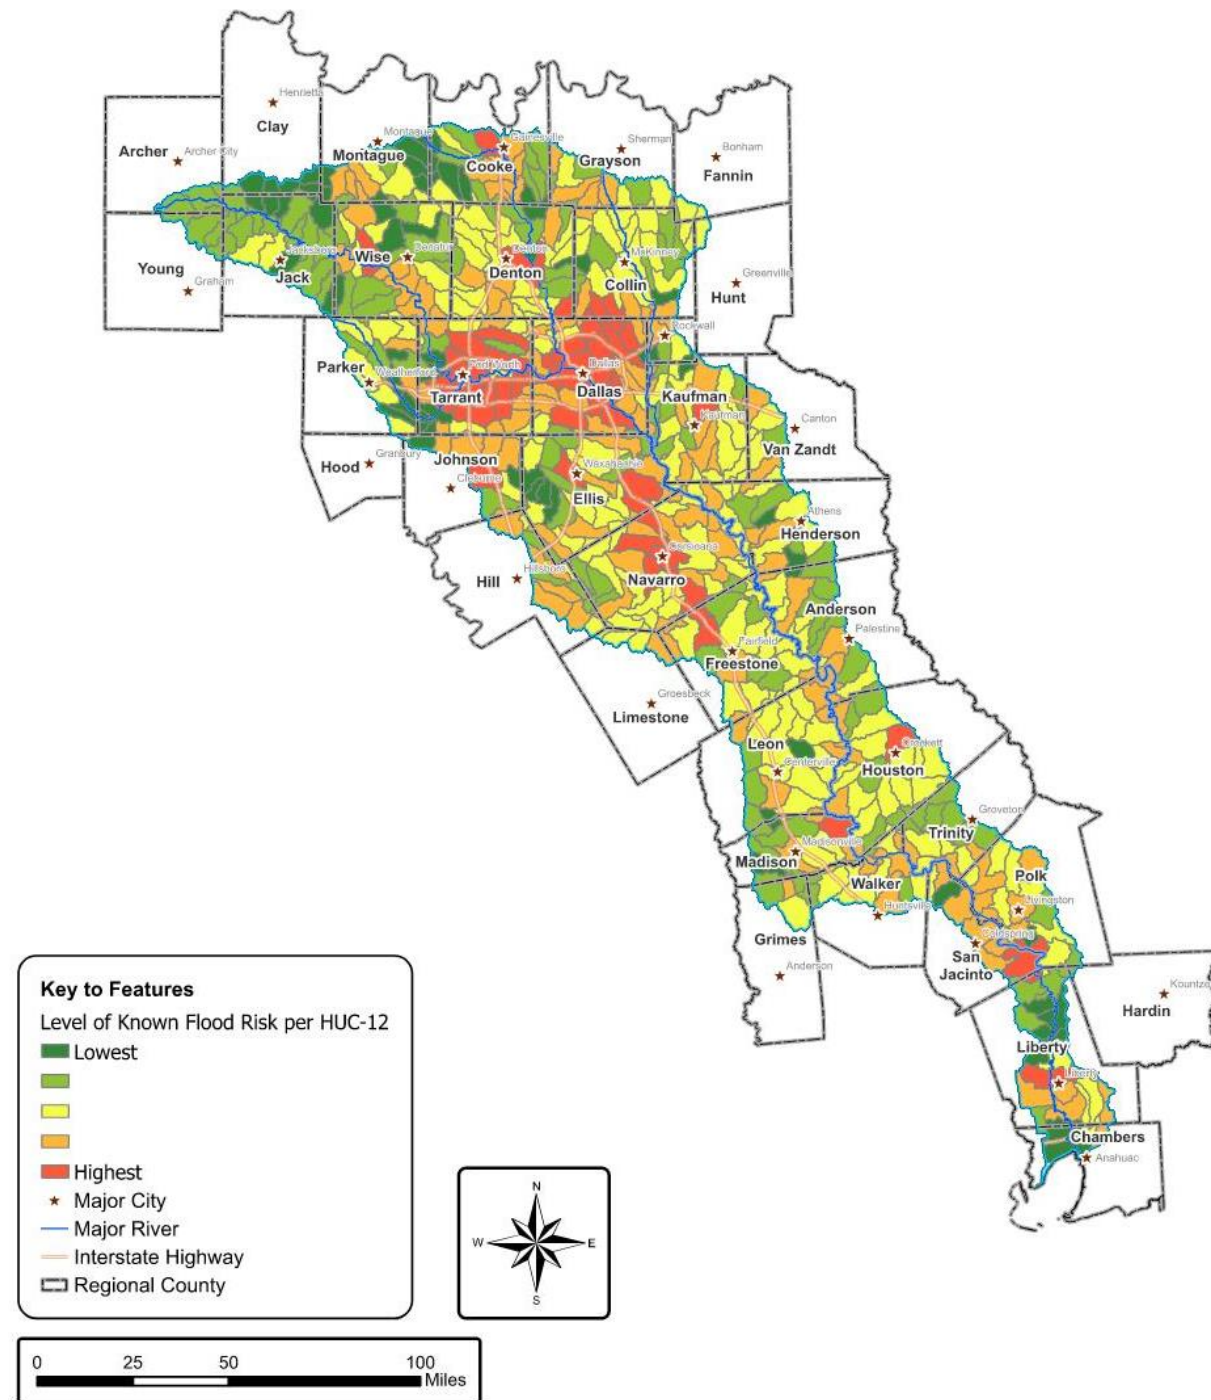 Henrietta
Clay
Archer
Archer City
Montague
Montague
Gainesville
Cooke
Sherman
Grayson
Bonham
Fannin
Young
Graham
Jacksboro
Jack
Wise
Decatur
Denton
Denton
McKinney
Collin
Greenville
Hunt
Rockwall
Parker
Weatherford
Fort Worth
Tarrant
Dallas
Dallas
Kaufman
Kaufman
Canton
Van Zandt
Hood
Granbury
Johnson
Cleburne
Waxahachie
Ellis
Athens
Henderson
Hill
Hillsboro
Corsicana
Navarro
Anderson
Palestine
Fairfield
Freestone
Groesbeck
Limestone
Leon
Centerville
Crockett
Houston
Groveton
Trinity
Madisonville
Madison
Walker
Huntsville
Polk
Livingston
Grimes
Anderson
Coldspring
San
Jacinto
Kountze
Hardin
Liberty
Liberty
Chambers
Anahuac
Key to Features
Level of Known Flood Risk per HUC-12
Lowest
Highest
Major City
Major River
Interstate Highway
Regional County
N
W
E
S
0 25 50 100
Miles